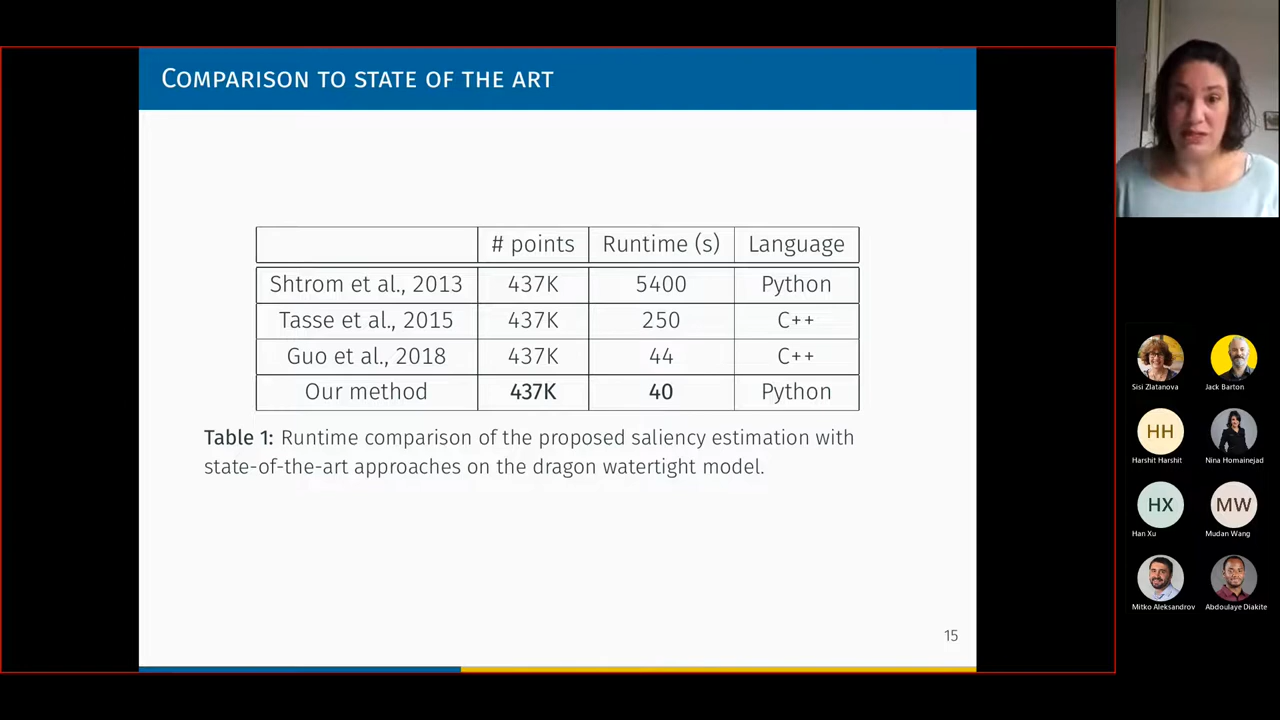 COMPARISON TO STATE OF THE ART
# points Runtime (s) Language
Shtrom et al., 2013 437K 5400 Python
Tasse et al., 2015 437K 250 C++
Guo et al., 2018 437K 44 C++
Our method 437K 40 Python
Table 1: Runtime comparison of the proposed saliency estimation with
state-of-the-art approaches on the dragon watertight model.
15
Sisi Zlatanova Jack Barton
HH
Harshit Harshit Nina Homainejad
HX MW
Han Xu Mudan Wang
Mitko Aleksandrov Abdoulaye Diakite